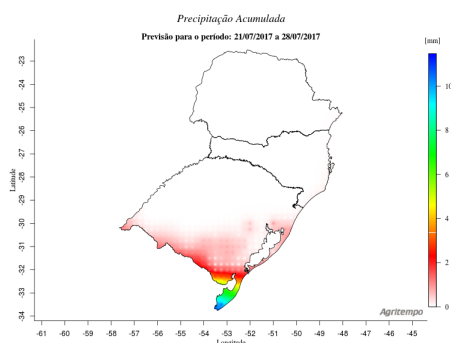 Precipitação Acumulada
Previsão para o período: 21/07/2017 a 28/07/2017
[mm]
10
8
6
4
2
0
-23
-24
-25
-26
-27
-28
-29
-30
-31
-32
-33
-34
Latitude
Agritempo
-61 -60 -59 -58 -57 -56 -55 -54 -53 -52 -51 -50 -49 -48 -47 -46 -45
Longitude